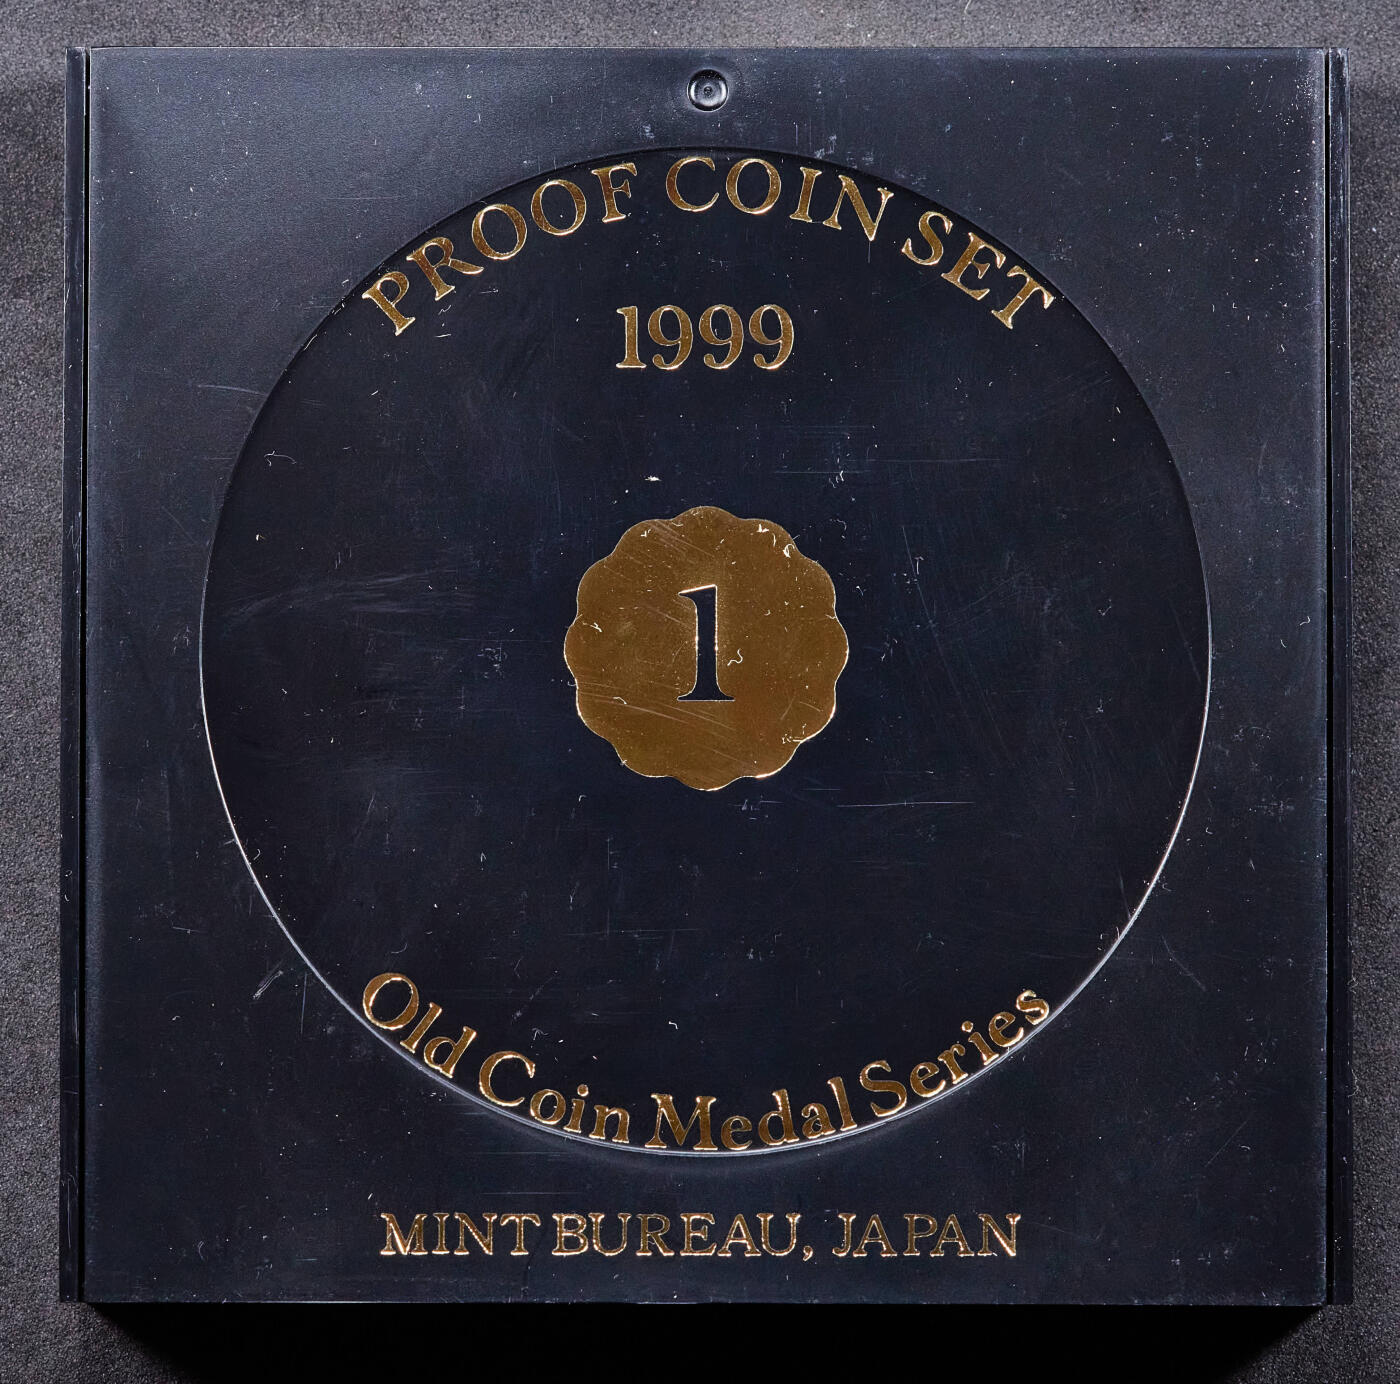 PROOF COIN SET
1999
1
Old Coin Medal Series
MINT BUREAU, JAPAN